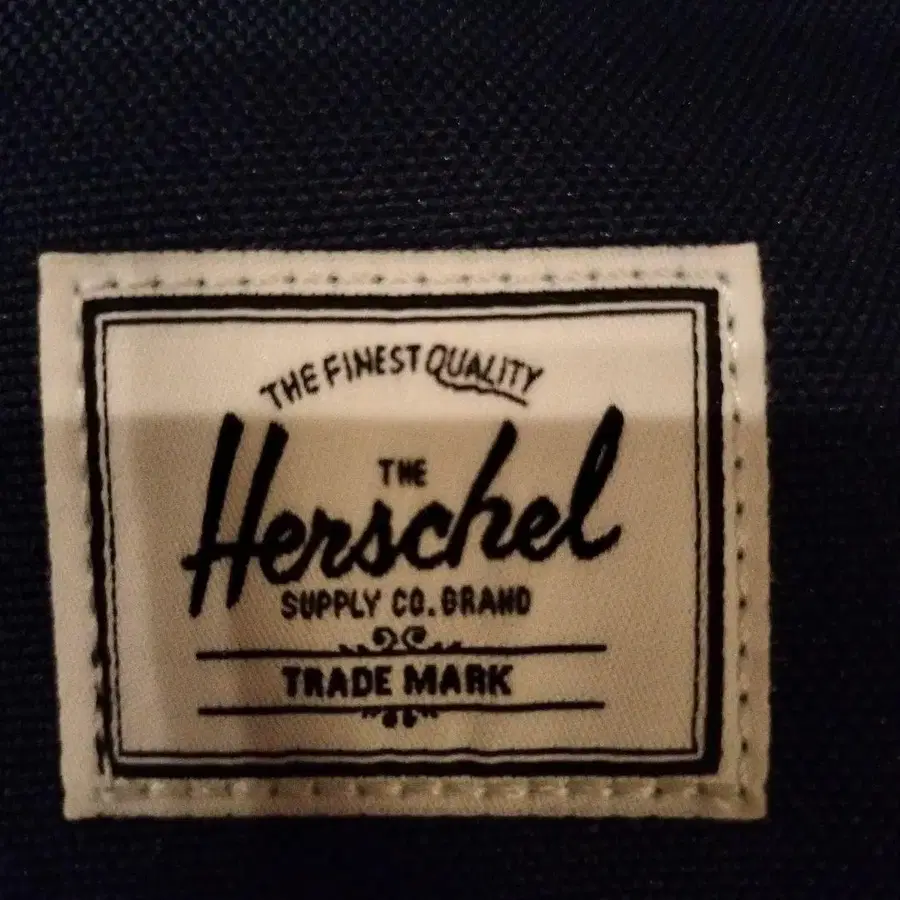 THE FINEST QUALITY
THE
Herschel
SUPPLY CO. BRAND
TRADE MARK